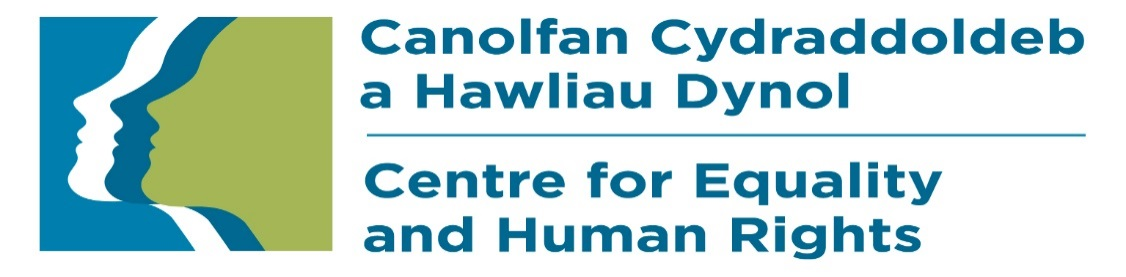 Canolfan Cydraddoldeb
a Hawliau Dynol
Centre for Equality
and Human Rights